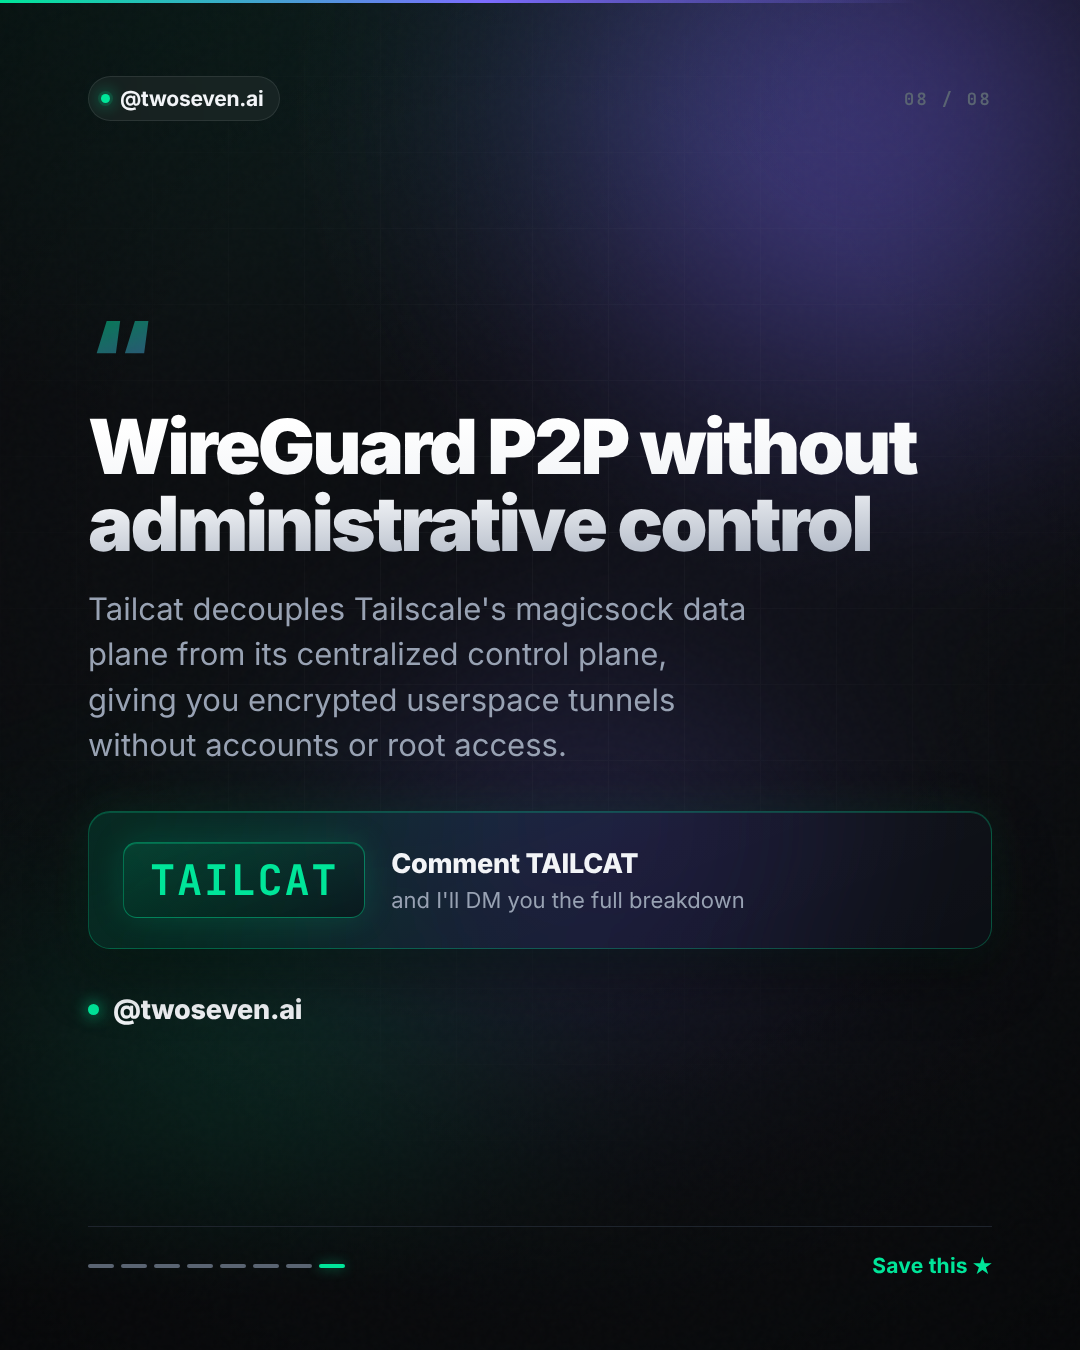 @twoseven.ai
08 / 08
"
WireGuard P2P without
administrative control
Tailcat decouples Tailscale's magicsock data
plane from its centralized control plane,
giving you encrypted userspace tunnels
without accounts or root access.
TAILCAT
Comment TAILCAT
and I'll DM you the full breakdown
@twoseven.ai
Save this ★